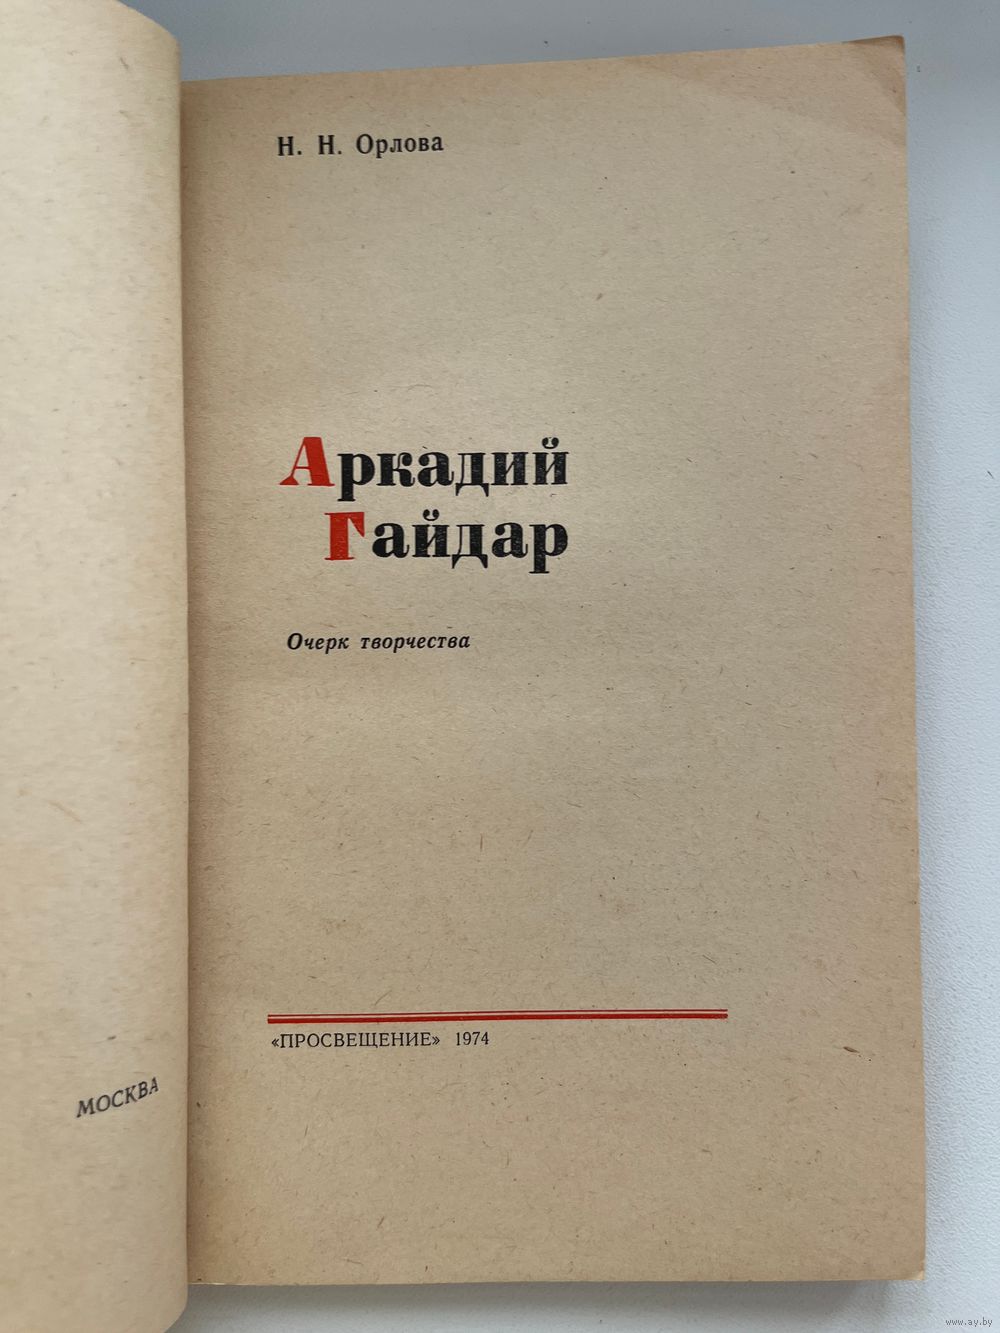 Н. Н. Орлова
Аркадий
Гайдар
Очерк творчества
«ПРОСВЕЩЕНИЕ» 1974
МОСКВА
www.ay.by